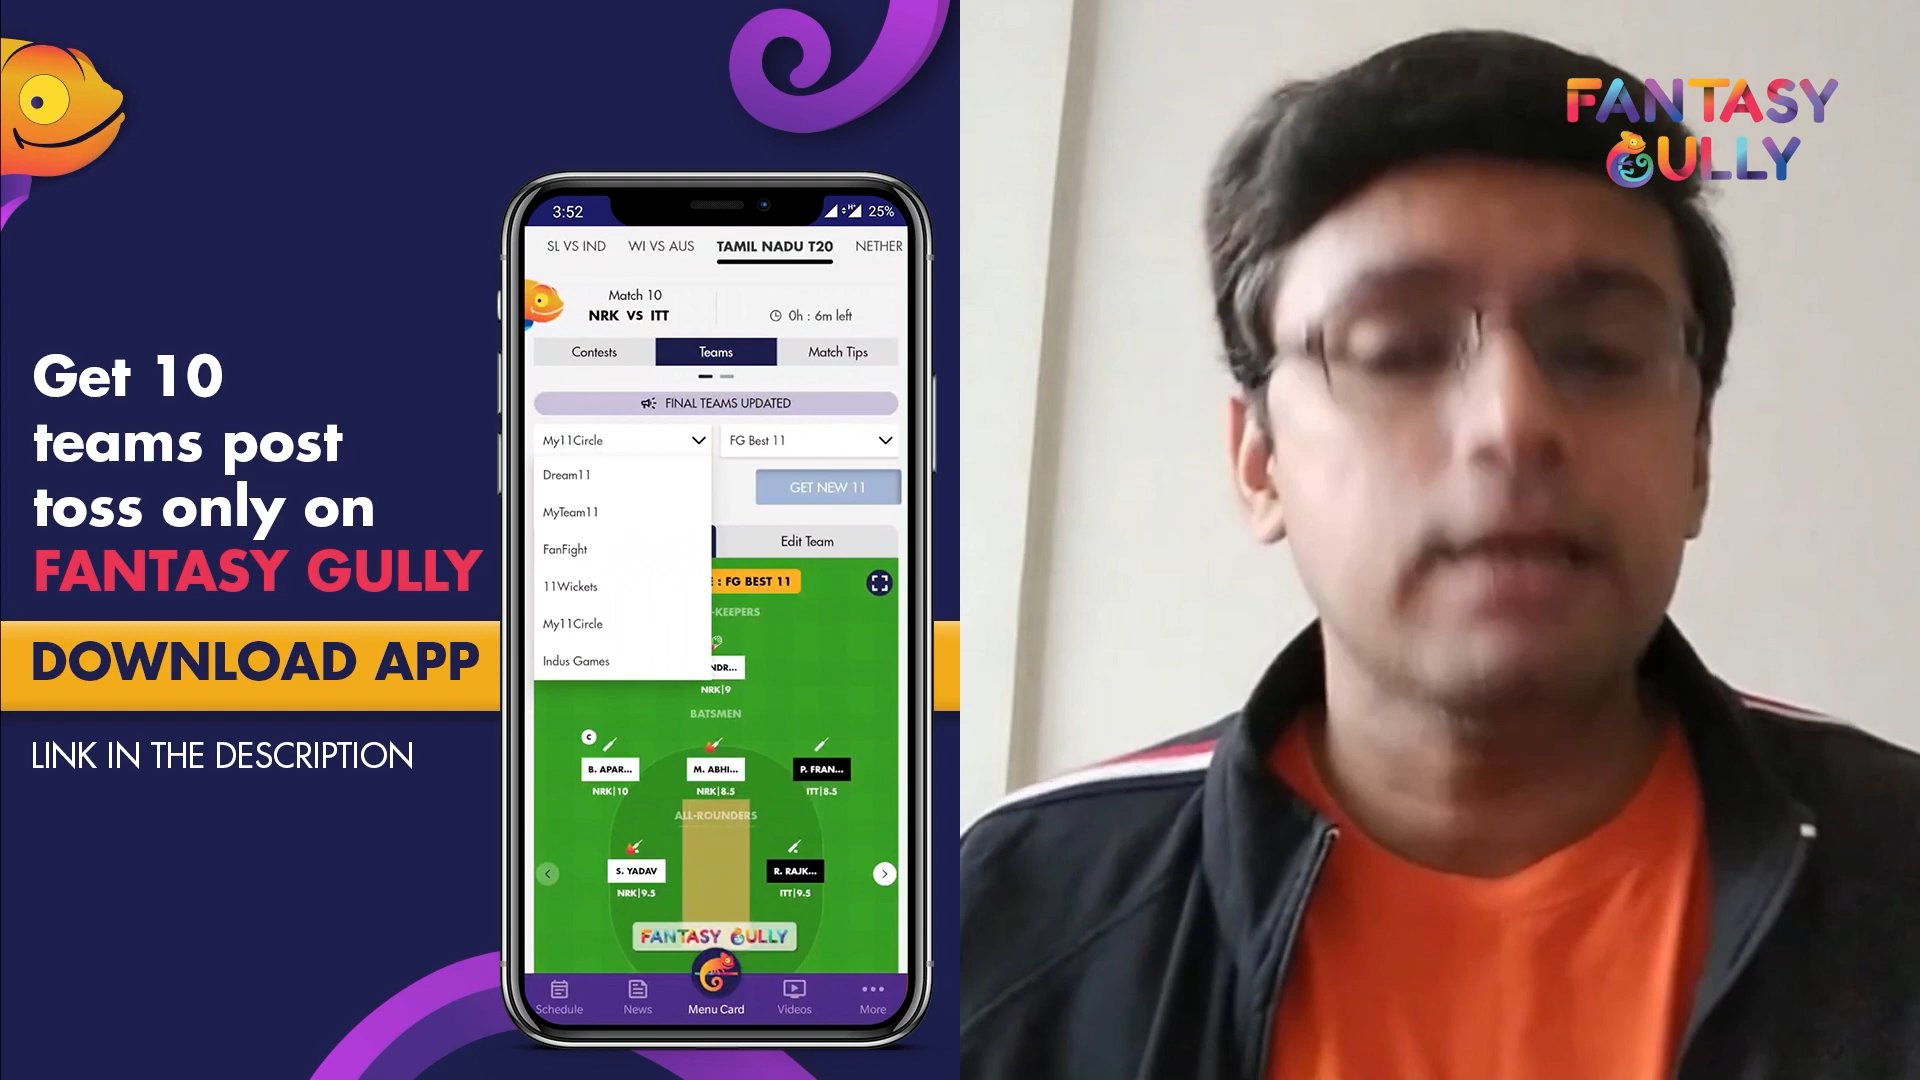 Get 10
teams post
toss only on
FANTASY GULLY
DOWNLOAD APP
LINK IN THE DESCRIPTION
3:52
H+
25%
SL VS IND
WI VS AUS
TAMIL NADU T20
NETHER
Match 10
NRK VS ITT
0h : 6m left
Contests
Teams
Match Tips
FINAL TEAMS UPDATED
My11Circle
FG Best 11
Dream11
MyTeam11
FanFight
11Wickets
My11Circle
Indus Games
GET NEW 11
Edit Team
: FG BEST 11
-KEEPERS
NDR...
NRK|9
BATSMEN
C
B. APAR...
NRK|10
M. ABHI...
NRK|8.5
P. FRAN...
ITT|8.5
ALL-ROUNDERS
S. YADAV
NRK|9.5
R. RAJK...
ITT|9.5
FANTASY GULLY
Schedule
News
Menu Card
Videos
More
FANTASY
GULLY